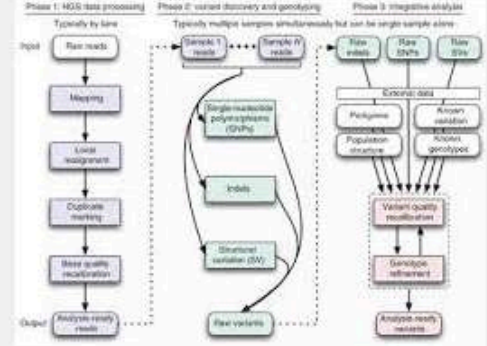 Phase 1: NGS data processing
Phase 2: variant discovery and genotyping
Phase 3: integrative analysis
Typically by lane
Typically multiple samples simultaneously but can be single sample alone
Input
Raw reads
Mapping
Local
realignment
Duplicate
marking
Base quality
recalibration
Output
Analysis-ready
reads
Sample 1
reads
Sample N
reads
Single-nucleotide
polymorphisms
(SNPs)
Indels
Structural
variation (SV)
Raw variants
Raw
indels
Raw
SNPs
Raw
SVs
External data
Pedigrees
Known
variation
Population
structure
Known
genotypes
Variant quality
recalibration
Genotype
refinement
Analysis-ready
variants